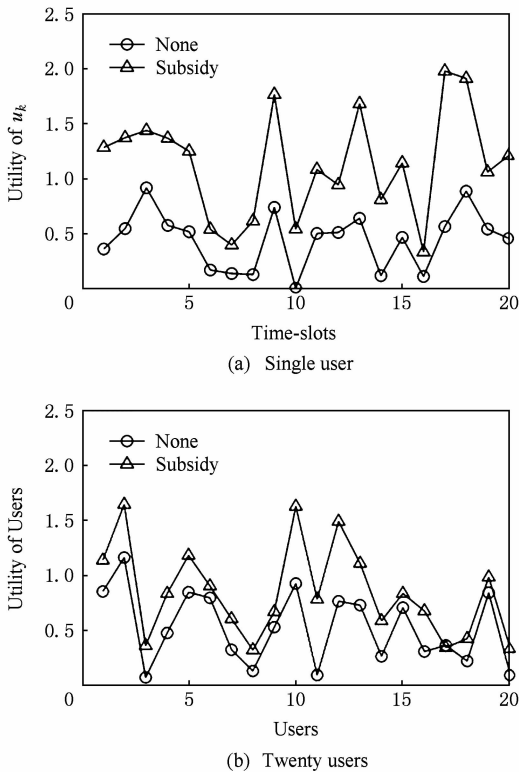 2.5
None
Subsidy
2.0
1.5
1.0
0.5
0
5
10
15
20
Utility of uk
Time-slots
(a) Single user
2.5
None
Subsidy
2.0
1.5
1.0
0.5
0
5
10
15
20
Utility of Users
Users
(b) Twenty users